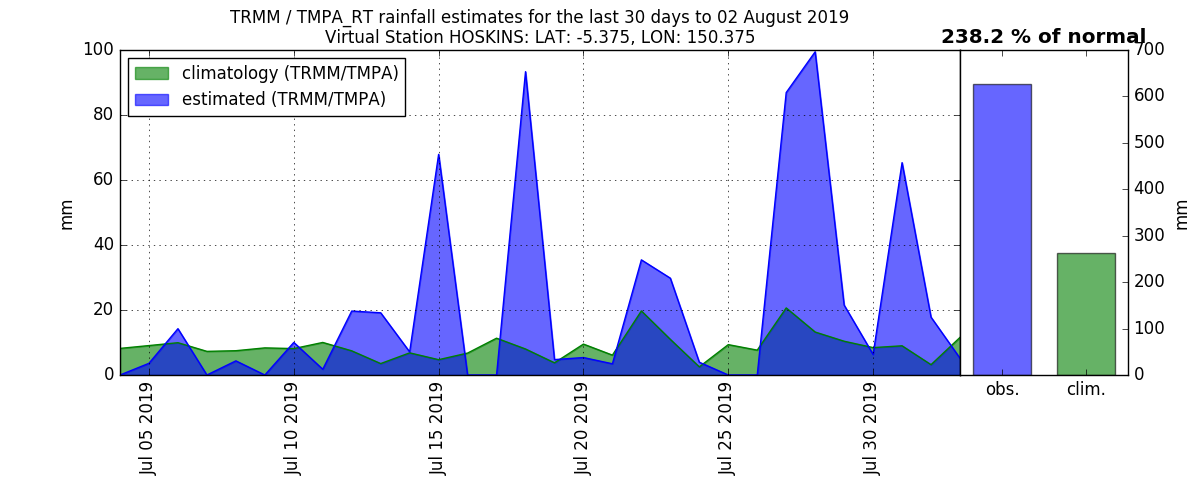 TRMM / TMPA_RT rainfall estimates for the last 30 days to 02 August 2019
Virtual Station HOSKINS: LAT: -5.375, LON: 150.375
238.2 % of normal
climatology (TRMM/TMPA)
estimated (TRMM/TMPA)
100
80
60
40
20
0
mm
Jul 05 2019
Jul 10 2019
Jul 15 2019
Jul 20 2019
Jul 25 2019
Jul 30 2019
700
600
500
400
300
200
100
0
mm
obs.
clim.